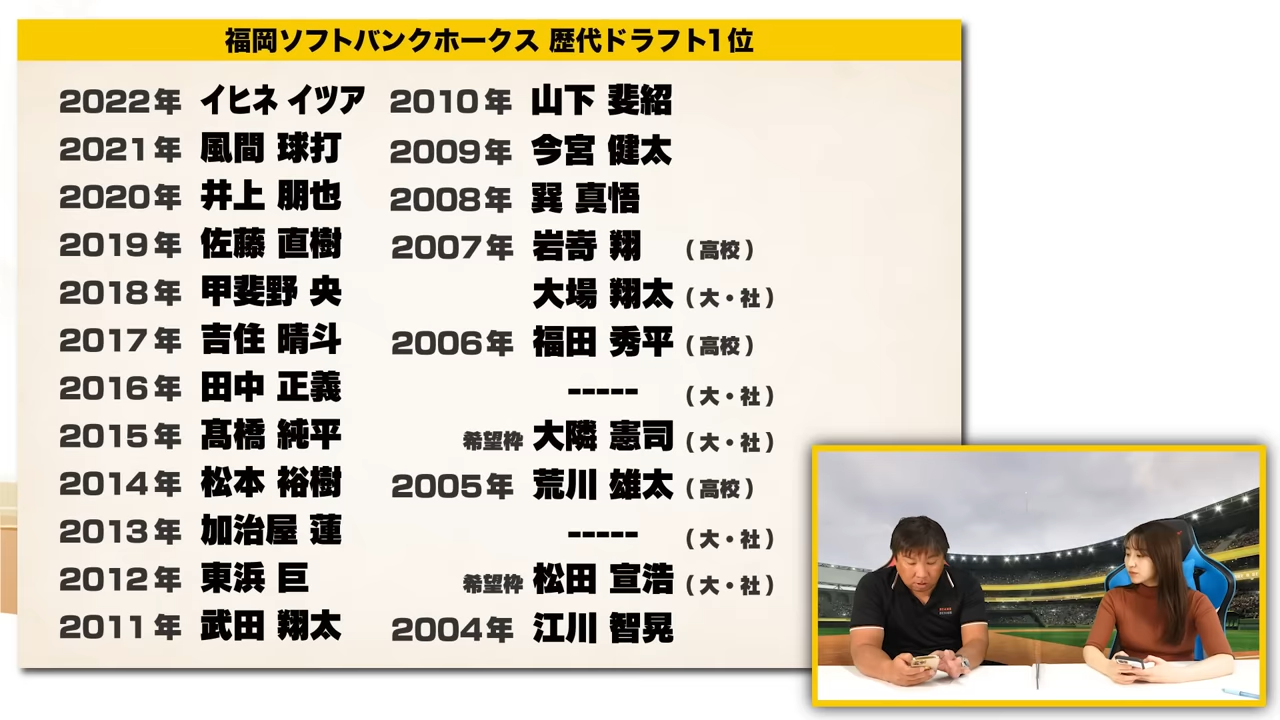 福岡ソフトバンクホークス 歴代ドラフト1位
2022年 イヒネ イツア
2021年 風間 球打
2020年 井上 朋也
2019年 佐藤 直樹
2018年 甲斐野 央
2017年 吉住 晴斗
2016年 田中 正義
2015年 髙橋 純平
2014年 松本 裕樹
2013年 加治屋 蓮
2012年 東浜 巨
2011年 武田 翔太
2010年 山下 斐紹
2009年 今宮 健太
2008年 巽 真悟
2007年 岩嵜 翔 (高校)
大場 翔太 (大・社)
2006年 福田 秀平 (高校)
----- (大・社)
希望枠 大隣 憲司 (大・社)
2005年 荒川 雄太 (高校)
----- (大・社)
希望枠 松田 宣浩 (大・社)
2004年 江川 智晃